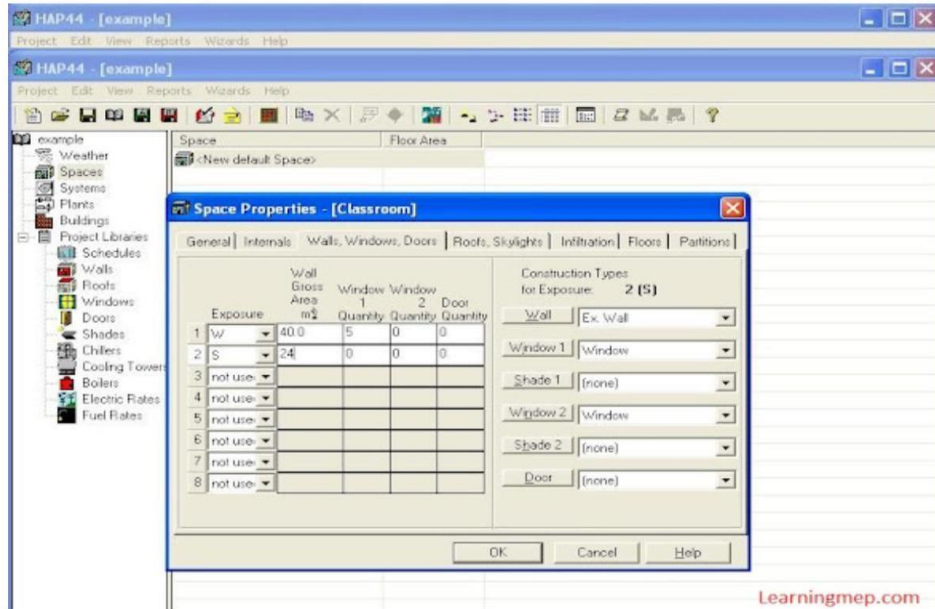 HAP44 - [example]
Project Edit View Reports Wizards Help
HAP44 - [example]
Project Edit View Reports Wizards Help
example
Weather
Spaces
Systems
Plants
Buildings
Project Libraries
Schedules
Walls
Roofs
Windows
Doors
Shades
Chillers
Cooling Towers
Boilers
Electric Rates
Fuel Rates
Space Floor Area
<New default Space>
Space Properties - [Classroom]
General Internals Walls, Windows, Doors Roofs, Skylights Infiltration Floors Partitions
Wall
Gross Window Window
Area 1 2 Door
Exposure m² Quantity Quantity Quantity
1 W 40.0 5 0 0
2 S 24 0 0 0
3 not use
4 not use
5 not use
6 not use
7 not use
8 not use
Construction Types
for Exposure: 2 (S)
Wall Ex. Wall
Window 1 Window
Shade 1 (none)
Window 2 Window
Shade 2 (none)
Door (none)
OK Cancel Help
Learningmep.com